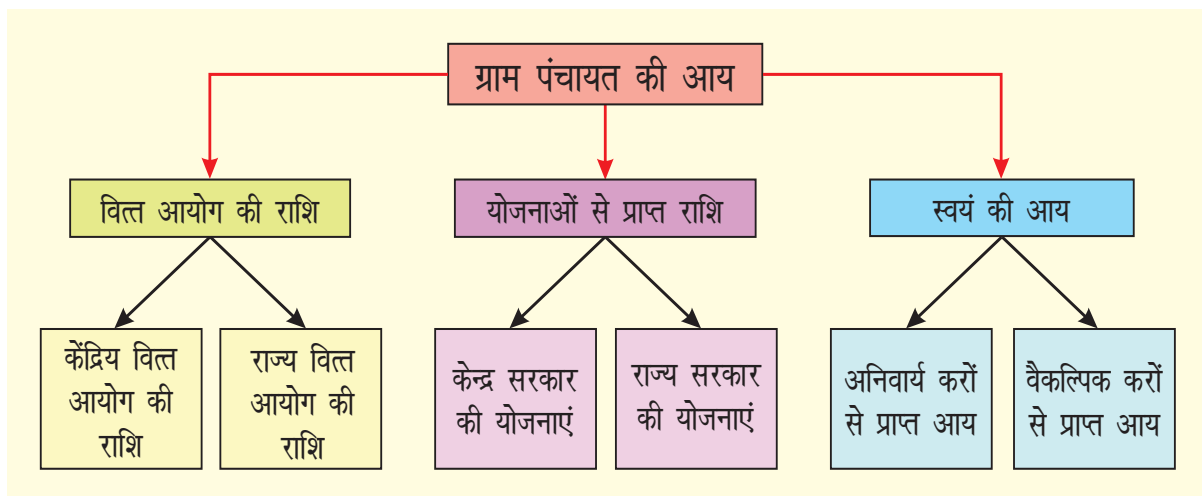 ग्राम पंचायत की आय
वित्त आयोग की राशि
योजनाओं से प्राप्त राशि
स्वयं की आय
केंद्रिय वित्त
आयोग की
राशि
राज्य वित्त
आयोग की
राशि
केन्द्र सरकार
की योजनाएं
राज्य सरकार
की योजनाएं
अनिवार्य करों
से प्राप्त आय
वैकल्पिक करों
से प्राप्त आय